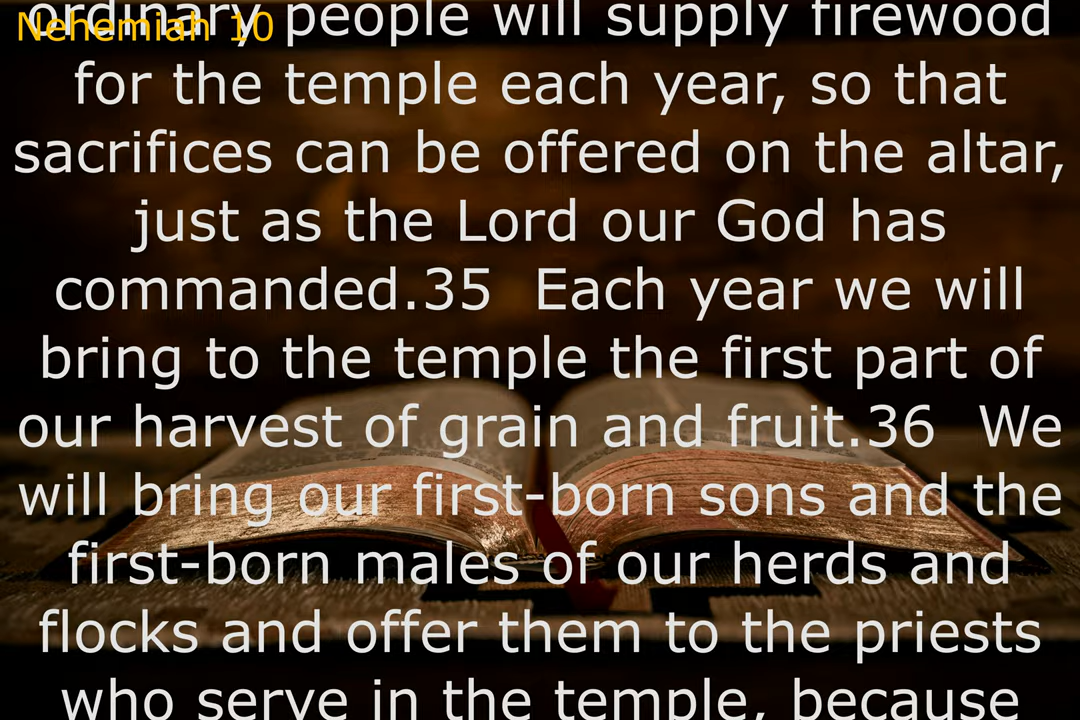 Nehemiah 10
ordinary people will supply firewood
for the temple each year, so that
sacrifices can be offered on the altar,
just as the Lord our God has
commanded.35  Each year we will
bring to the temple the first part of
our harvest of grain and fruit.36  We
will bring our first-born sons and the
first-born males of our herds and
flocks and offer them to the priests
who serve in the temple, because